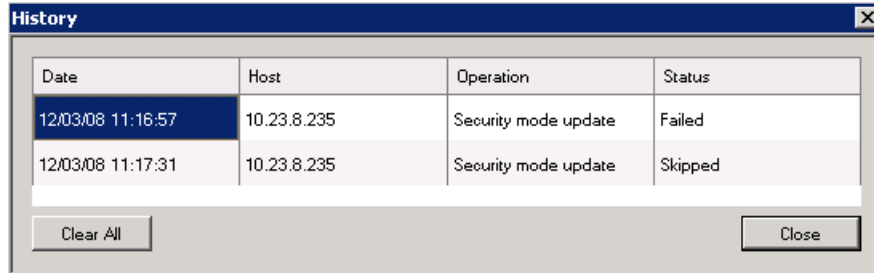 History
Date Host Operation Status
12/03/08 11:16:57 10.23.8.235 Security mode update Failed
12/03/08 11:17:31 10.23.8.235 Security mode update Skipped
Clear All Close